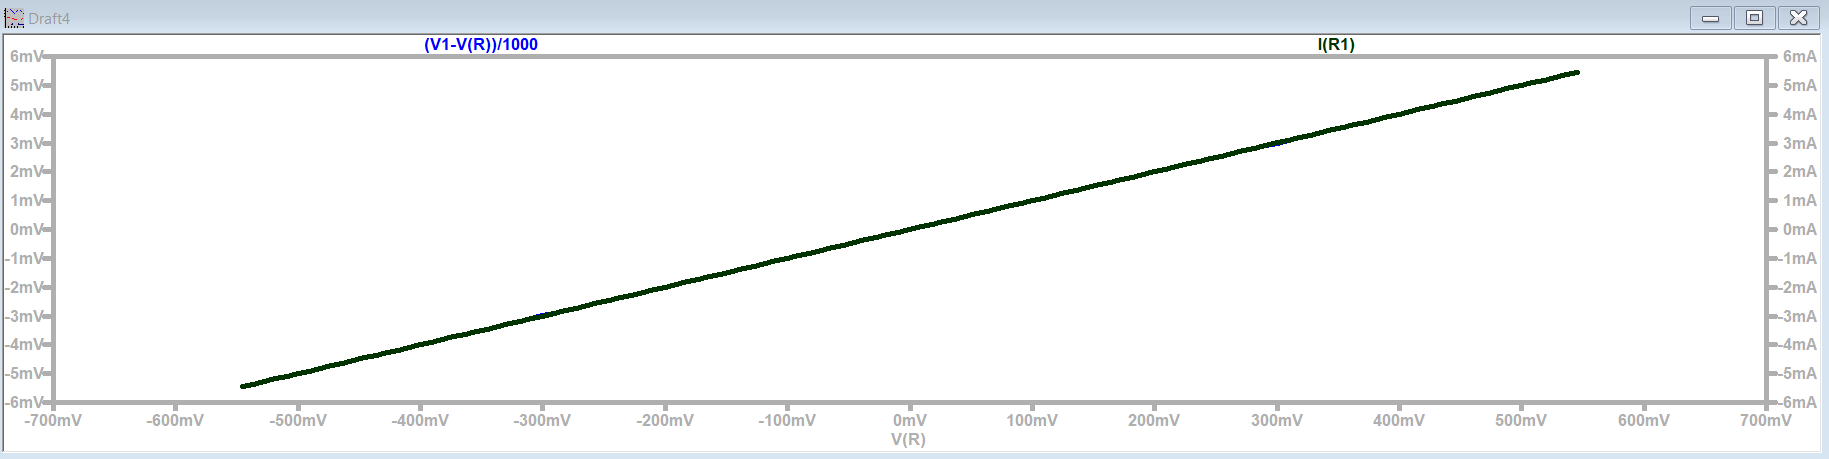 Draft4
(V1-V(R))/1000 I(R1)
6mV 6mA
5mV 5mA
4mV 4mA
3mV 3mA
2mV 2mA
1mV 1mA
0mV 0mA
-1mV -1mA
-2mV -2mA
-3mV -3mA
-4mV -4mA
-5mV -5mA
-6mV -6mA
-700mV -600mV -500mV -400mV -300mV -200mV -100mV 0mV 100mV 200mV 300mV 400mV 500mV 600mV 700mV
V(R)